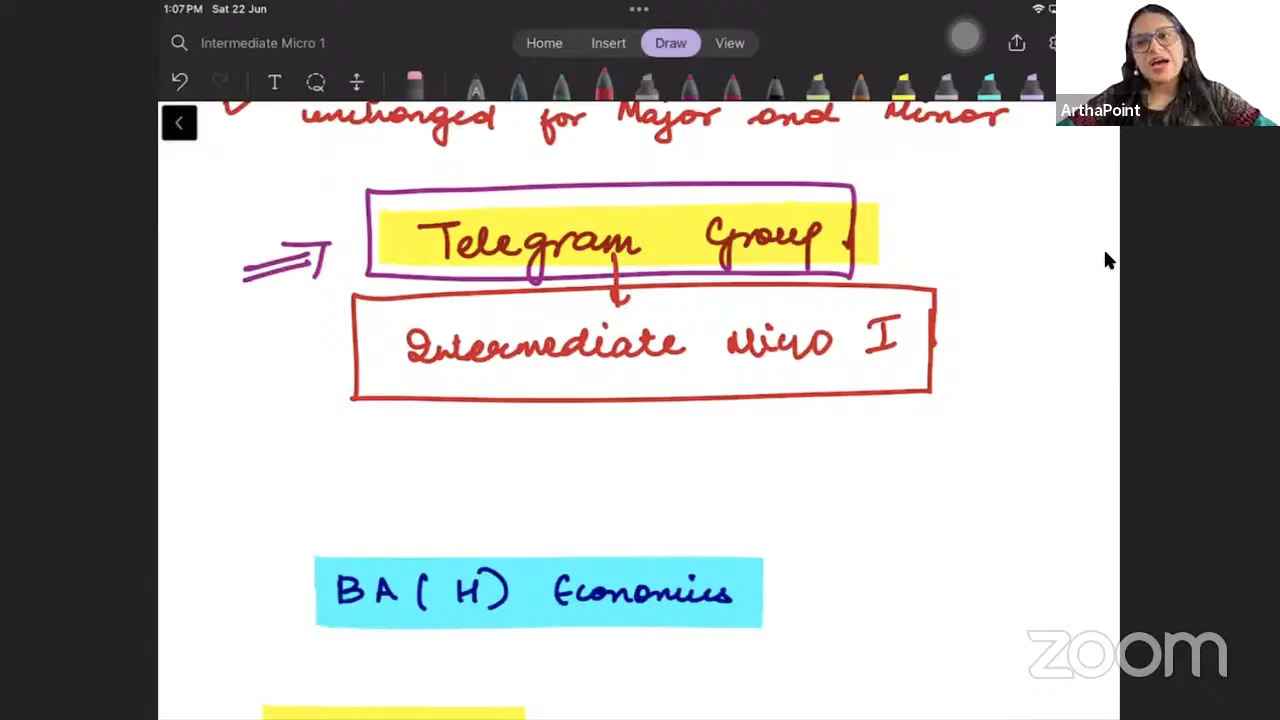 1:07PM Sat 22 Jun
Intermediate Micro 1
Home Insert Draw View
T
A
ArthaPoint
unchanged for Major and Minor
Telegram Group
Intermediate Micro I
BA (H) Economics
zoom